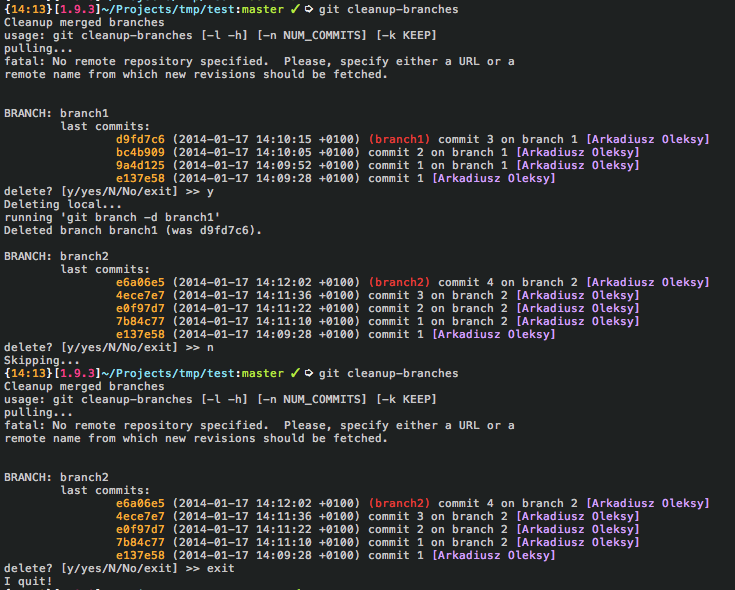 {14:13}[1.9.3]~/Projects/tmp/test:master ✓ ➭ git cleanup-branches
Cleanup merged branches
usage: git cleanup-branches [-l -h] [-n NUM_COMMITS] [-k KEEP]
pulling...
fatal: No remote repository specified.  Please, specify either a URL or a
remote name from which new revisions should be fetched.
BRANCH: branch1
last commits:
d9fd7c6 (2014-01-17 14:10:15 +0100) (branch1) commit 3 on branch 1 [Arkadiusz Oleksy]
bc4b909 (2014-01-17 14:10:05 +0100) commit 2 on branch 1 [Arkadiusz Oleksy]
9a4d125 (2014-01-17 14:09:52 +0100) commit 1 on branch 1 [Arkadiusz Oleksy]
e137e58 (2014-01-17 14:09:28 +0100) commit 1 [Arkadiusz Oleksy]
delete? [y/yes/N/No/exit] >> y
Deleting local...
running 'git branch -d branch1'
Deleted branch branch1 (was d9fd7c6).
BRANCH: branch2
last commits:
e6a06e5 (2014-01-17 14:12:02 +0100) (branch2) commit 4 on branch 2 [Arkadiusz Oleksy]
4ece7e7 (2014-01-17 14:11:36 +0100) commit 3 on branch 2 [Arkadiusz Oleksy]
e0f97d7 (2014-01-17 14:11:22 +0100) commit 2 on branch 2 [Arkadiusz Oleksy]
7b84c77 (2014-01-17 14:11:10 +0100) commit 1 on branch 2 [Arkadiusz Oleksy]
e137e58 (2014-01-17 14:09:28 +0100) commit 1 [Arkadiusz Oleksy]
delete? [y/yes/N/No/exit] >> n
Skipping...
{14:13}[1.9.3]~/Projects/tmp/test:master ✓ ➭ git cleanup-branches
Cleanup merged branches
usage: git cleanup-branches [-l -h] [-n NUM_COMMITS] [-k KEEP]
pulling...
fatal: No remote repository specified.  Please, specify either a URL or a
remote name from which new revisions should be fetched.
BRANCH: branch2
last commits:
e6a06e5 (2014-01-17 14:12:02 +0100) (branch2) commit 4 on branch 2 [Arkadiusz Oleksy]
4ece7e7 (2014-01-17 14:11:36 +0100) commit 3 on branch 2 [Arkadiusz Oleksy]
e0f97d7 (2014-01-17 14:11:22 +0100) commit 2 on branch 2 [Arkadiusz Oleksy]
7b84c77 (2014-01-17 14:11:10 +0100) commit 1 on branch 2 [Arkadiusz Oleksy]
e137e58 (2014-01-17 14:09:28 +0100) commit 1 [Arkadiusz Oleksy]
delete? [y/yes/N/No/exit] >> exit
I quit!